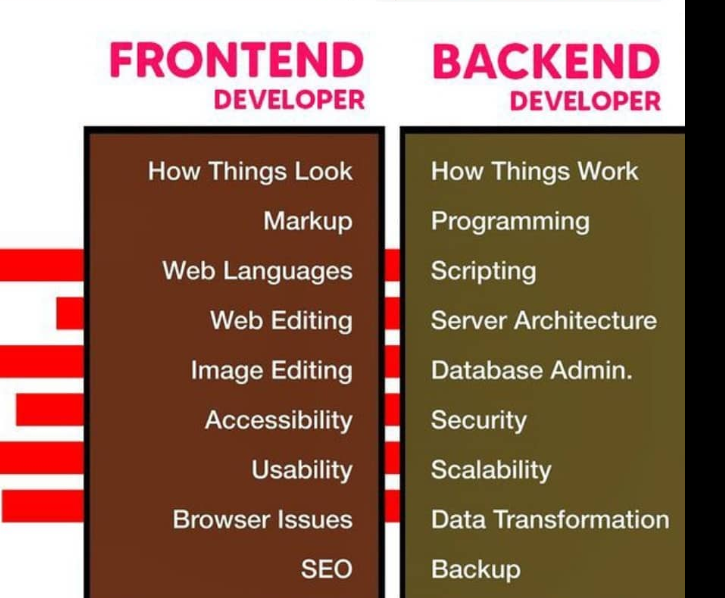 FRONTEND
DEVELOPER
How Things Look
Markup
Web Languages
Web Editing
Image Editing
Accessibility
Usability
Browser Issues
SEO
BACKEND
DEVELOPER
How Things Work
Programming
Scripting
Server Architecture
Database Admin.
Security
Scalability
Data Transformation
Backup